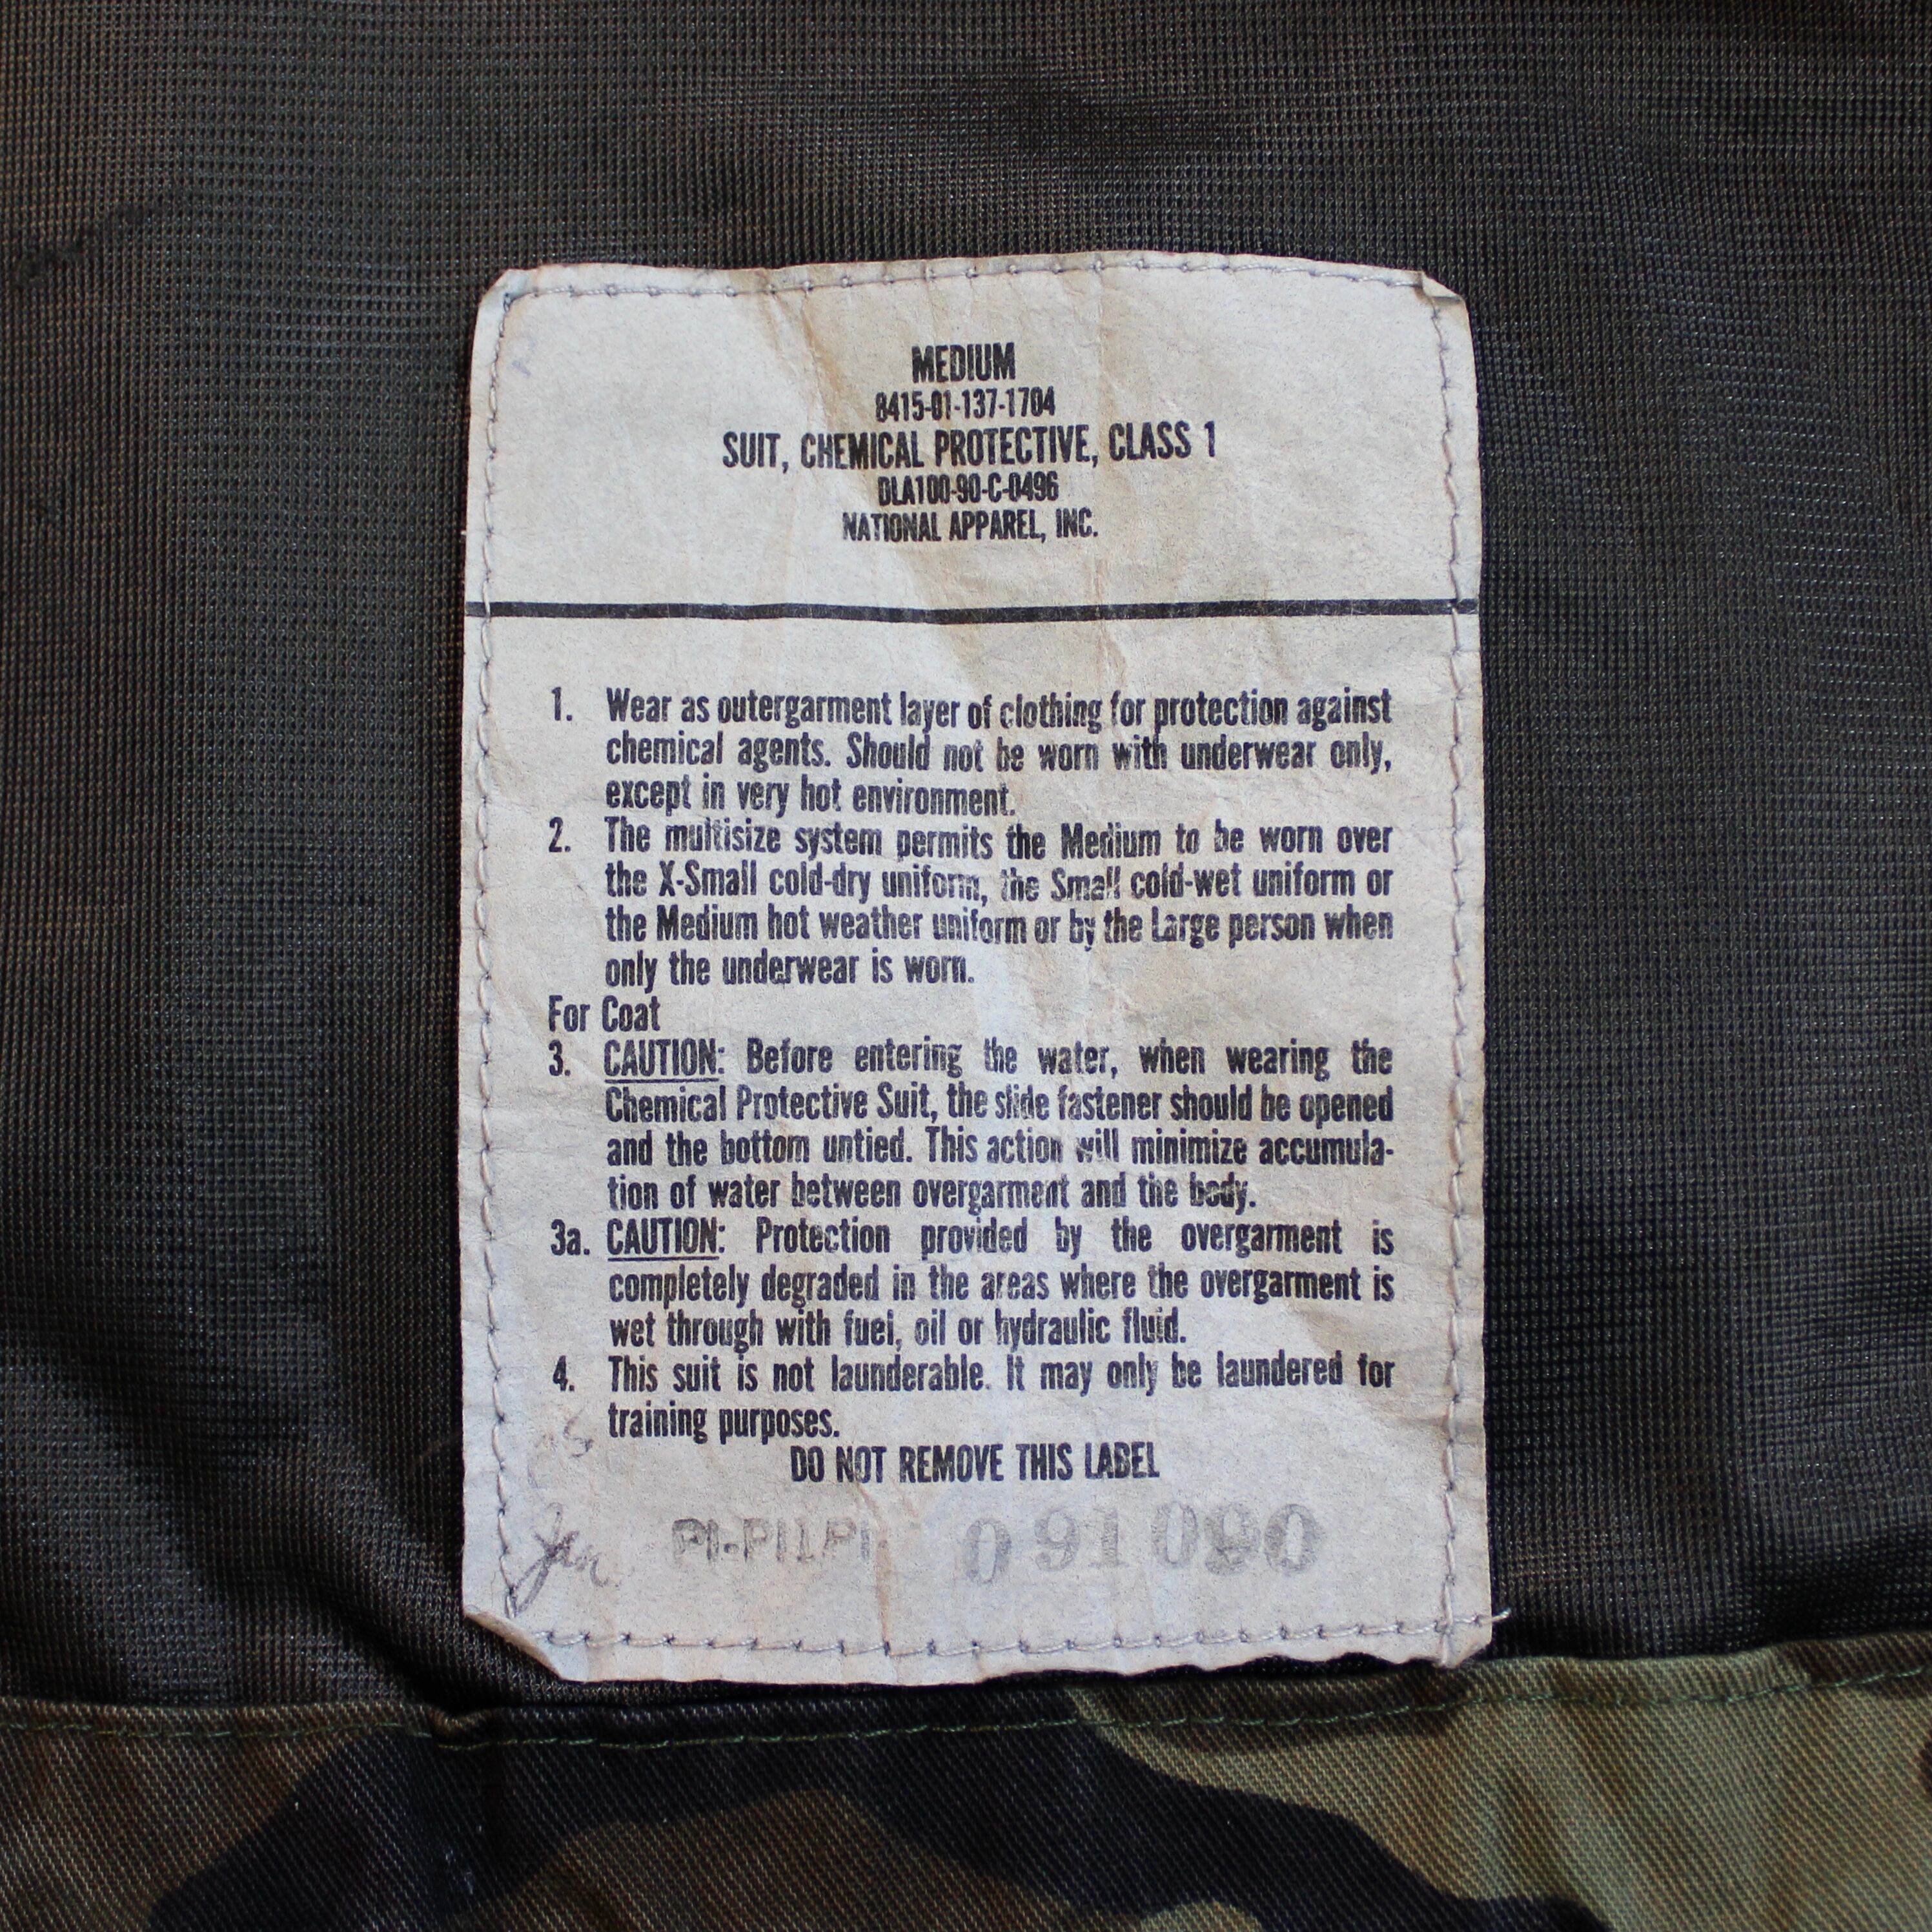 MEDIUM
8415-01-137-1704
SUIT, CHEMICAL PROTECTIVE, CLASS 1
DLA100-90-C-0496
NATIONAL APPAREL, INC.
1. Wear as outergarment layer of clothing for protection against
chemical agents. Should not be worn with underwear only,
except in very hot environment.
2. The multisize system permits the Medium to be worn over
the X-Small cold-dry uniform, the Small cold-wet uniform or
the Medium hot weather uniform or by the Large person when
only the underwear is worn.
For Coat
3. CAUTION: Before entering the water, when wearing the
Chemical Protective Suit, the slide fastener should be opened
and the bottom untied. This action will minimize accumula-
tion of water between overgarment and the body.
3a. CAUTION: Protection provided by the overgarment is
completely degraded in the areas where the overgarment is
wet through with fuel, oil or hydraulic fluid.
4. This suit is not launderable. It may only be laundered for
training purposes.
DO NOT REMOVE THIS LABEL